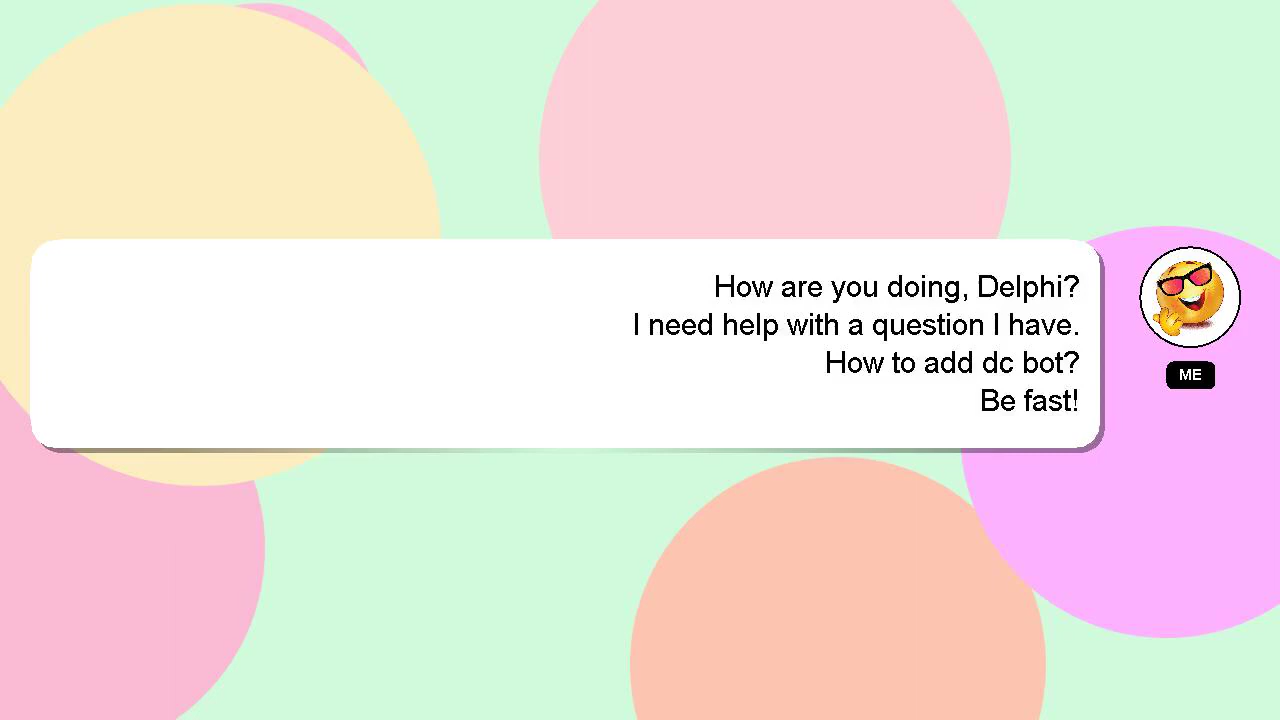 How are you doing, Delphi?
I need help with a question I have.
How to add dc bot?
Be fast!
ME